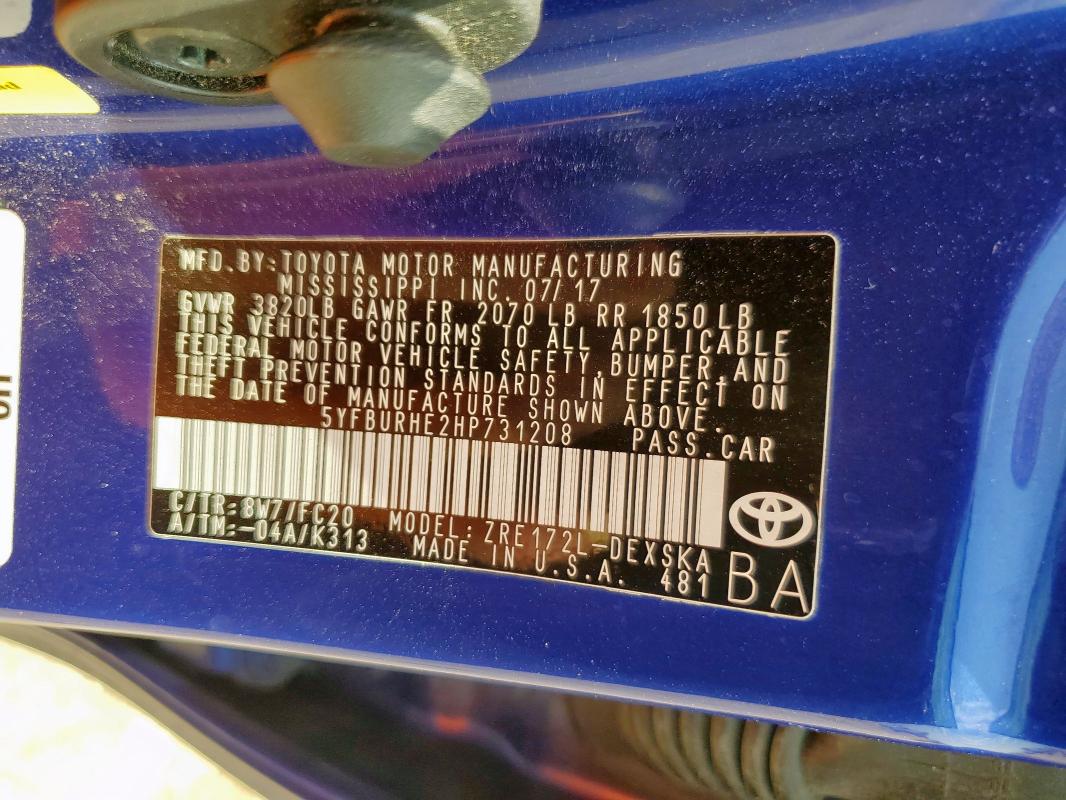 MFD.BY:TOYOTA MOTOR MANUFACTURING
MISSISSIPPI INC. 07/17
GVWR 3820LB GAWR FR 2070 LB RR 1850 LB
THIS VEHICLE CONFORMS TO ALL APPLICABLE
FEDERAL MOTOR VEHICLE SAFETY,BUMPER,AND
THEFT PREVENTION STANDARDS IN EFFECT ON
THE DATE OF MANUFACTURE SHOWN ABOVE.
5YFBURHE2HP731208 PASS.CAR
C/TR:8W7/FC20 MODEL:ZRE172L-DEXSKA
A/TM:-04A/K313 MADE IN U.S.A. 481 BA